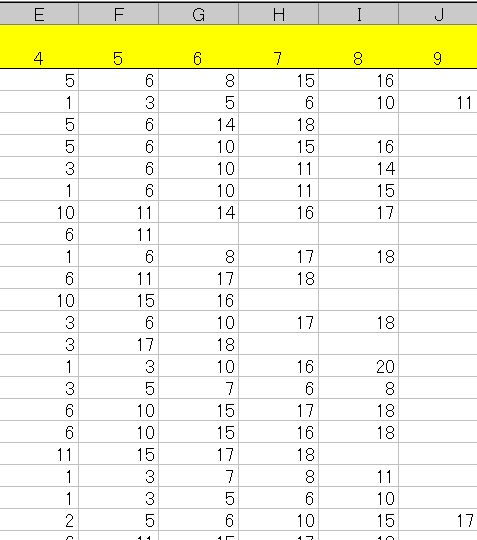 E F G H I J
4 5 6 7 8 9
5 6 8 15 16
1 3 5 6 10 11
5 6 14 18
5 6 10 15 16
3 6 10 11 14
1 6 10 11 15
10 11 14 16 17
6 11
1 6 8 17 18
6 11 17 18
10 15 16
3 6 10 17 18
3 17 18
1 3 10 16 20
3 5 7 6 8
6 10 15 17 18
6 10 15 16 18
11 15 17 18
1 3 7 8 11
1 3 5 6 10
2 5 6 10 15 17